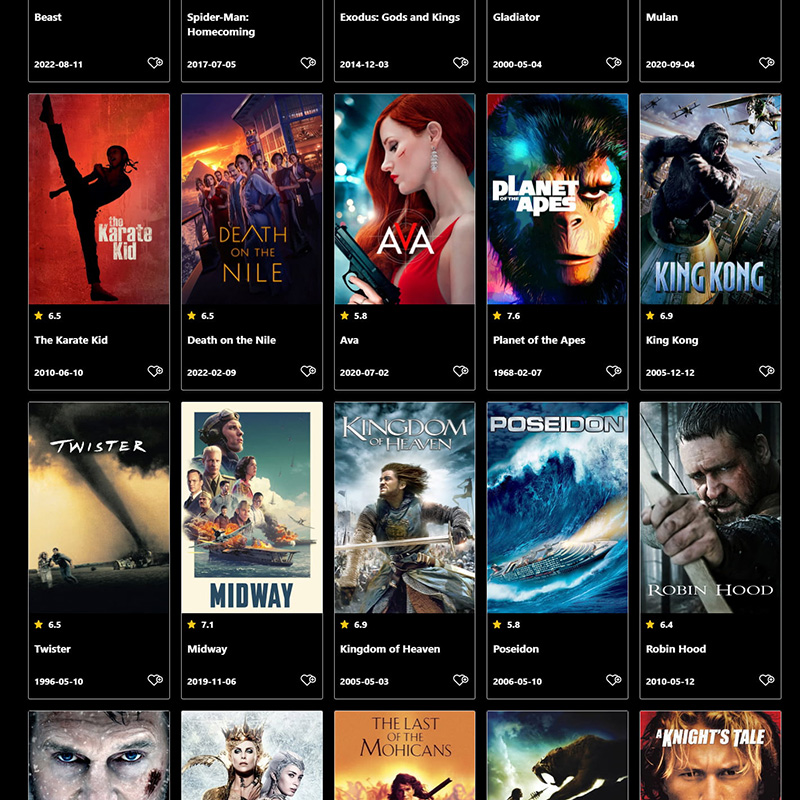 Beast
Spider-Man:
Homecoming
Exodus: Gods and Kings
Gladiator
Mulan
2022-08-11
2017-07-05
2014-12-03
2000-05-04
2020-09-04
the
Karate
Kid
DEATH
ON THE
NILE
AVA
PLANET
OF THE
APES
KING KONG
6.5
6.5
5.8
7.6
6.9
The Karate Kid
Death on the Nile
Ava
Planet of the Apes
King Kong
2010-06-10
2022-02-09
2020-07-02
1968-02-07
2005-12-12
TWISTER
MIDWAY
KINGDOM
OF HEAVEN
POSEIDON
ROBIN HOOD
6.5
7.1
6.9
5.8
6.4
Twister
Midway
Kingdom of Heaven
Poseidon
Robin Hood
1996-05-10
2019-11-06
2005-05-03
2006-05-10
2010-05-12
THE LAST
OF THE
MOHICANS
A KNIGHT'S TALE